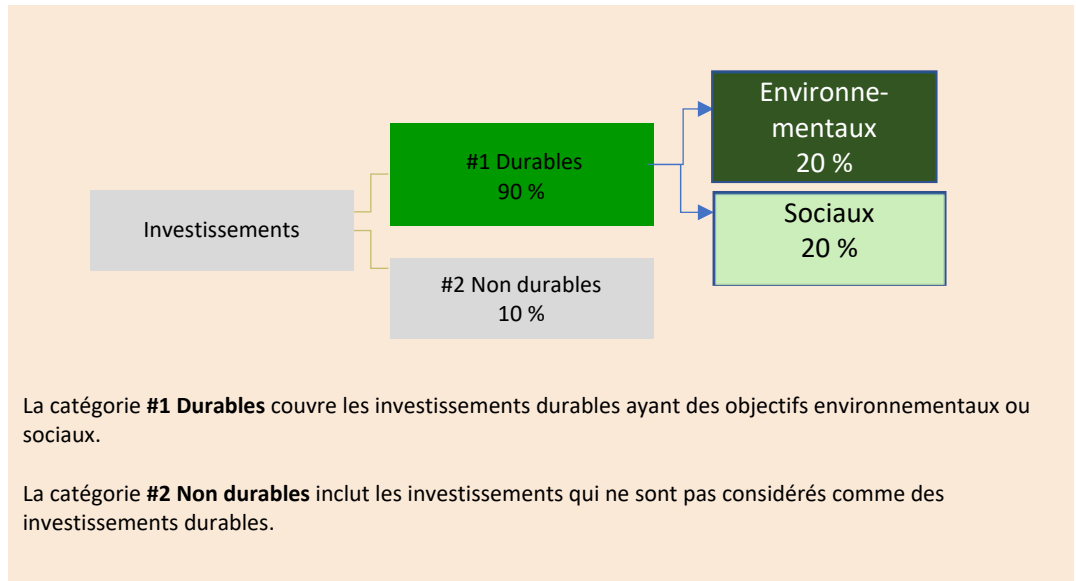 Environne-
mentaux
20 %
#1 Durables
90 %
Sociaux
20 %
Investissements
#2 Non durables
10 %
La catégorie #1 Durables couvre les investissements durables ayant des objectifs environnementaux ou
sociaux.
La catégorie #2 Non durables inclut les investissements qui ne sont pas considérés comme des
investissements durables.